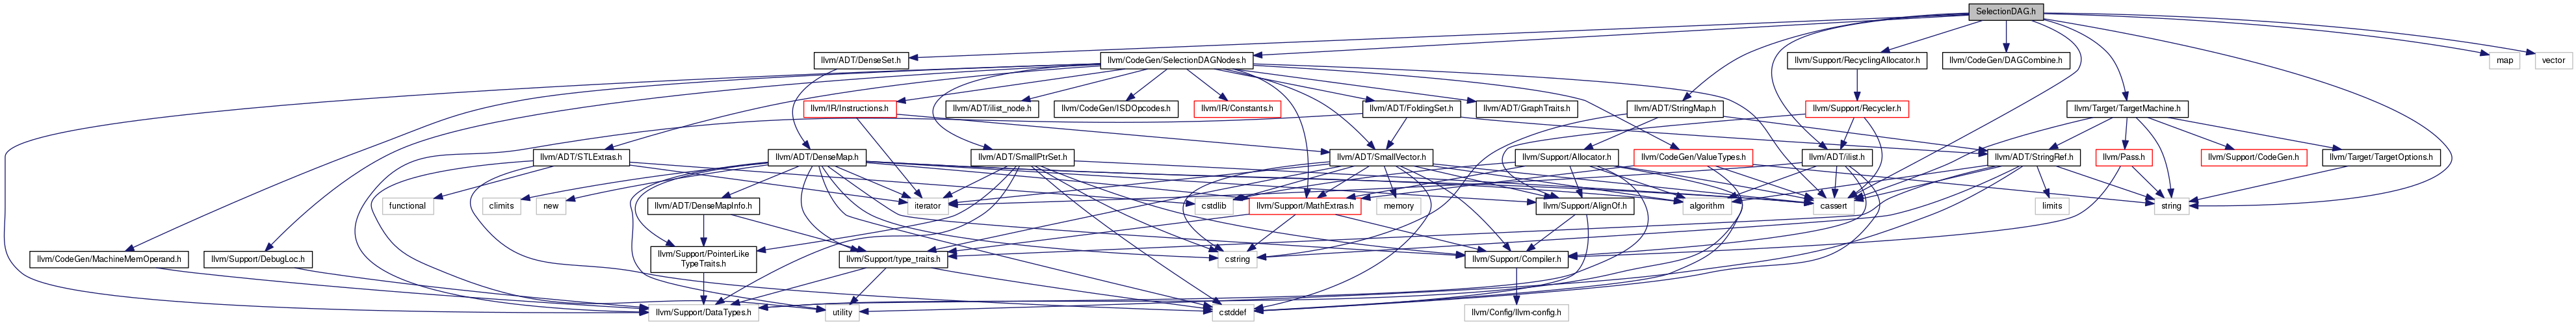 SelectionDAG.h
llvm/ADT/DenseSet.h
llvm/CodeGen/SelectionDAGNodes.h
llvm/Support/RecyclingAllocator.h
llvm/CodeGen/DAGCombine.h
map
vector
llvm/IR/Instructions.h
llvm/ADT/ilist_node.h
llvm/CodeGen/ISDOpcodes.h
llvm/IR/Constants.h
llvm/ADT/FoldingSet.h
llvm/ADT/GraphTraits.h
llvm/ADT/StringMap.h
llvm/Support/Recycler.h
llvm/Target/TargetMachine.h
llvm/ADT/STLExtras.h
llvm/ADT/DenseMap.h
llvm/ADT/SmallPtrSet.h
llvm/ADT/SmallVector.h
llvm/Support/Allocator.h
llvm/CodeGen/ValueTypes.h
llvm/ADT/ilist.h
llvm/ADT/StringRef.h
llvm/Pass.h
llvm/Support/CodeGen.h
llvm/Target/TargetOptions.h
functional
climits
new
llvm/ADT/DenseMapInfo.h
iterator
cstdlib
llvm/Support/MathExtras.h
memory
llvm/Support/AlignOf.h
algorithm
cassert
limits
string
llvm/CodeGen/MachineMemOperand.h
llvm/Support/DebugLoc.h
llvm/Support/PointerLike
TypeTraits.h
llvm/Support/type_traits.h
cstring
llvm/Support/Compiler.h
llvm/Support/DataTypes.h
utility
cstddef
llvm/Config/llvm-config.h